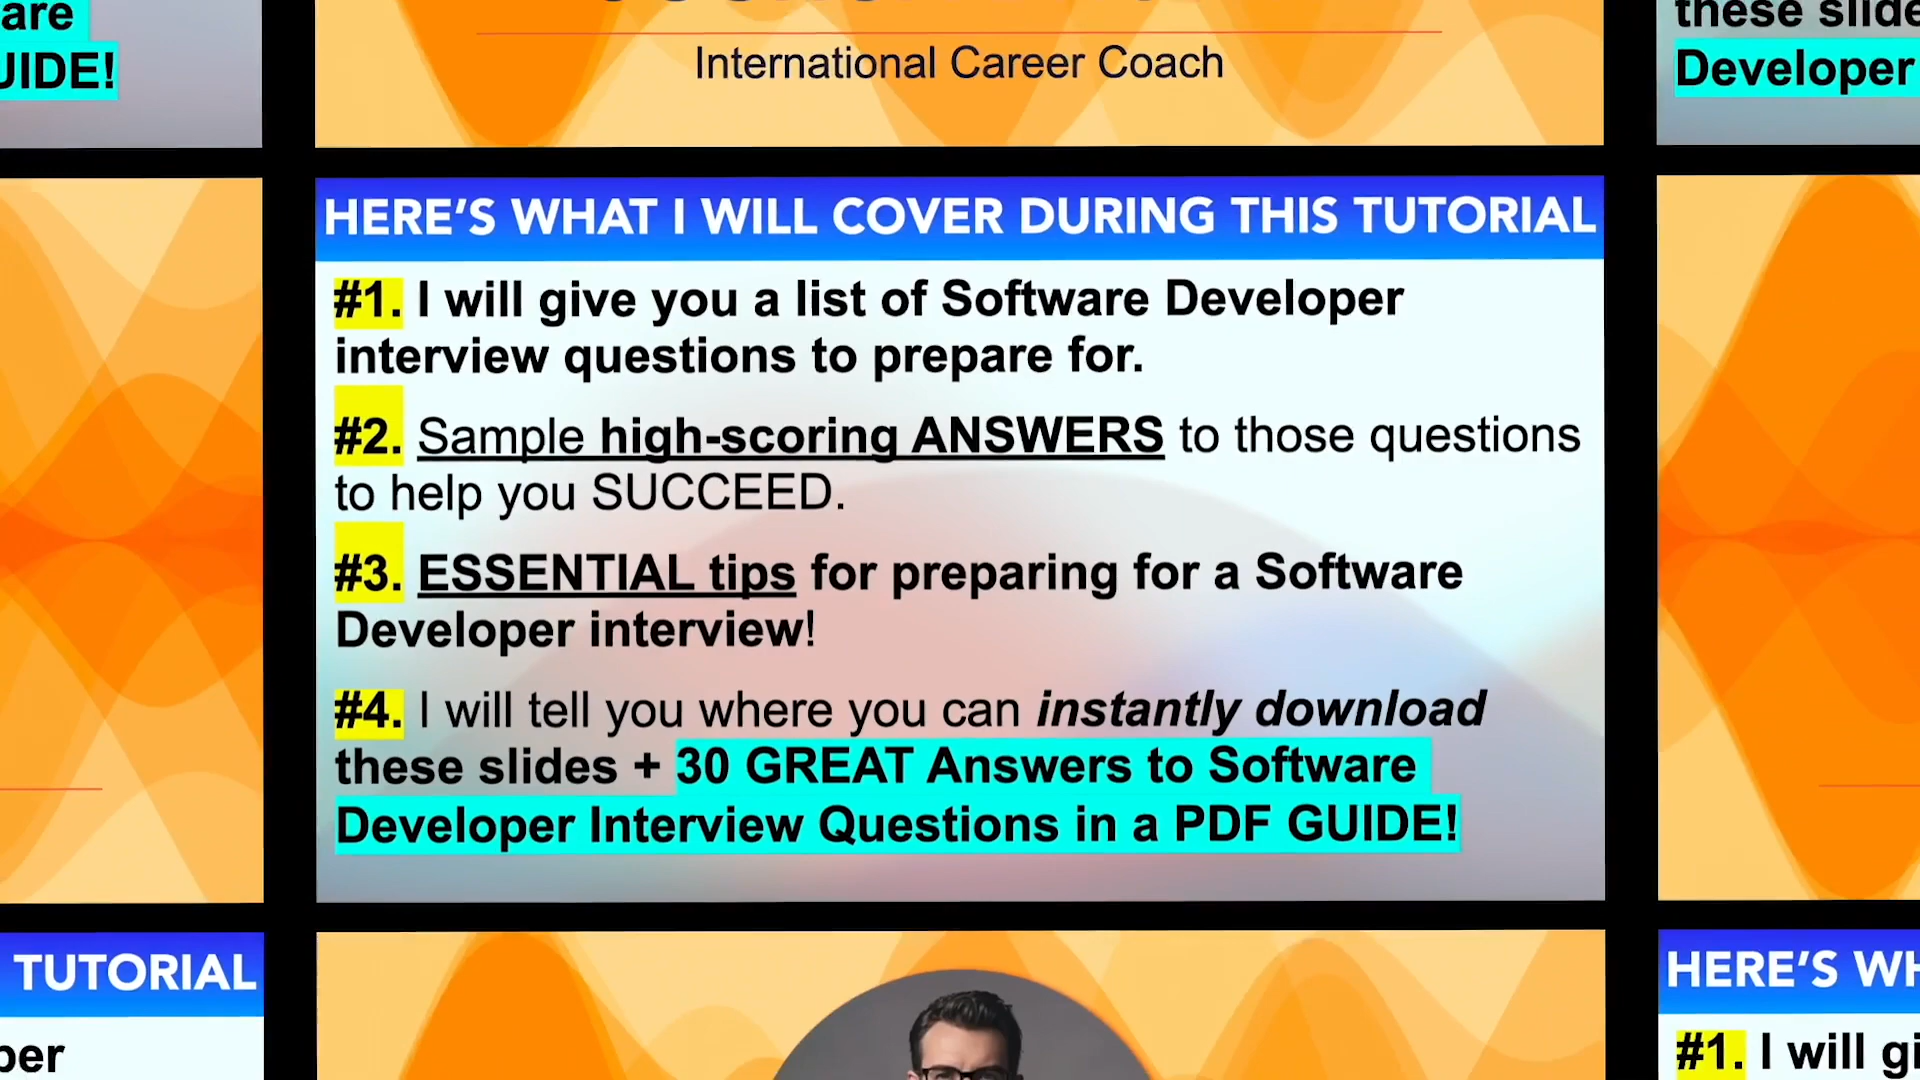 are
UIDE!
International Career Coach
these slide
Developer
HERE'S WHAT I WILL COVER DURING THIS TUTORIAL
#1. I will give you a list of Software Developer
interview questions to prepare for.
#2. Sample high-scoring ANSWERS to those questions
to help you SUCCEED.
#3. ESSENTIAL tips for preparing for a Software
Developer interview!
#4. I will tell you where you can instantly download
these slides + 30 GREAT Answers to Software
Developer Interview Questions in a PDF GUIDE!
TUTORIAL
per
HERE'S WH
#1. I will gi